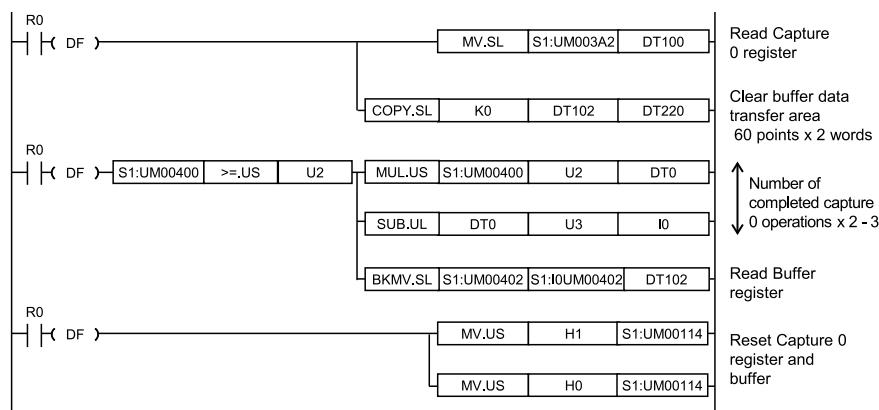 R0
DF MV.SL S1:UM003A2 DT100
Read Capture
0 register
COPY.SL K0 DT102 DT220
Clear buffer data
transfer area
60 points x 2 words
R0
DF S1:UM00400 >=.US U2 MUL.US S1:UM00400 U2 DT0
SUB.UL DT0 U3 I0
Number of
completed capture
0 operations x 2 - 3
BKMV.SL S1:UM00402 S1:I0UM00402 DT102
Read Buffer
register
R0
DF MV.US H1 S1:UM00114
MV.US H0 S1:UM00114
Reset Capture 0
register and
buffer